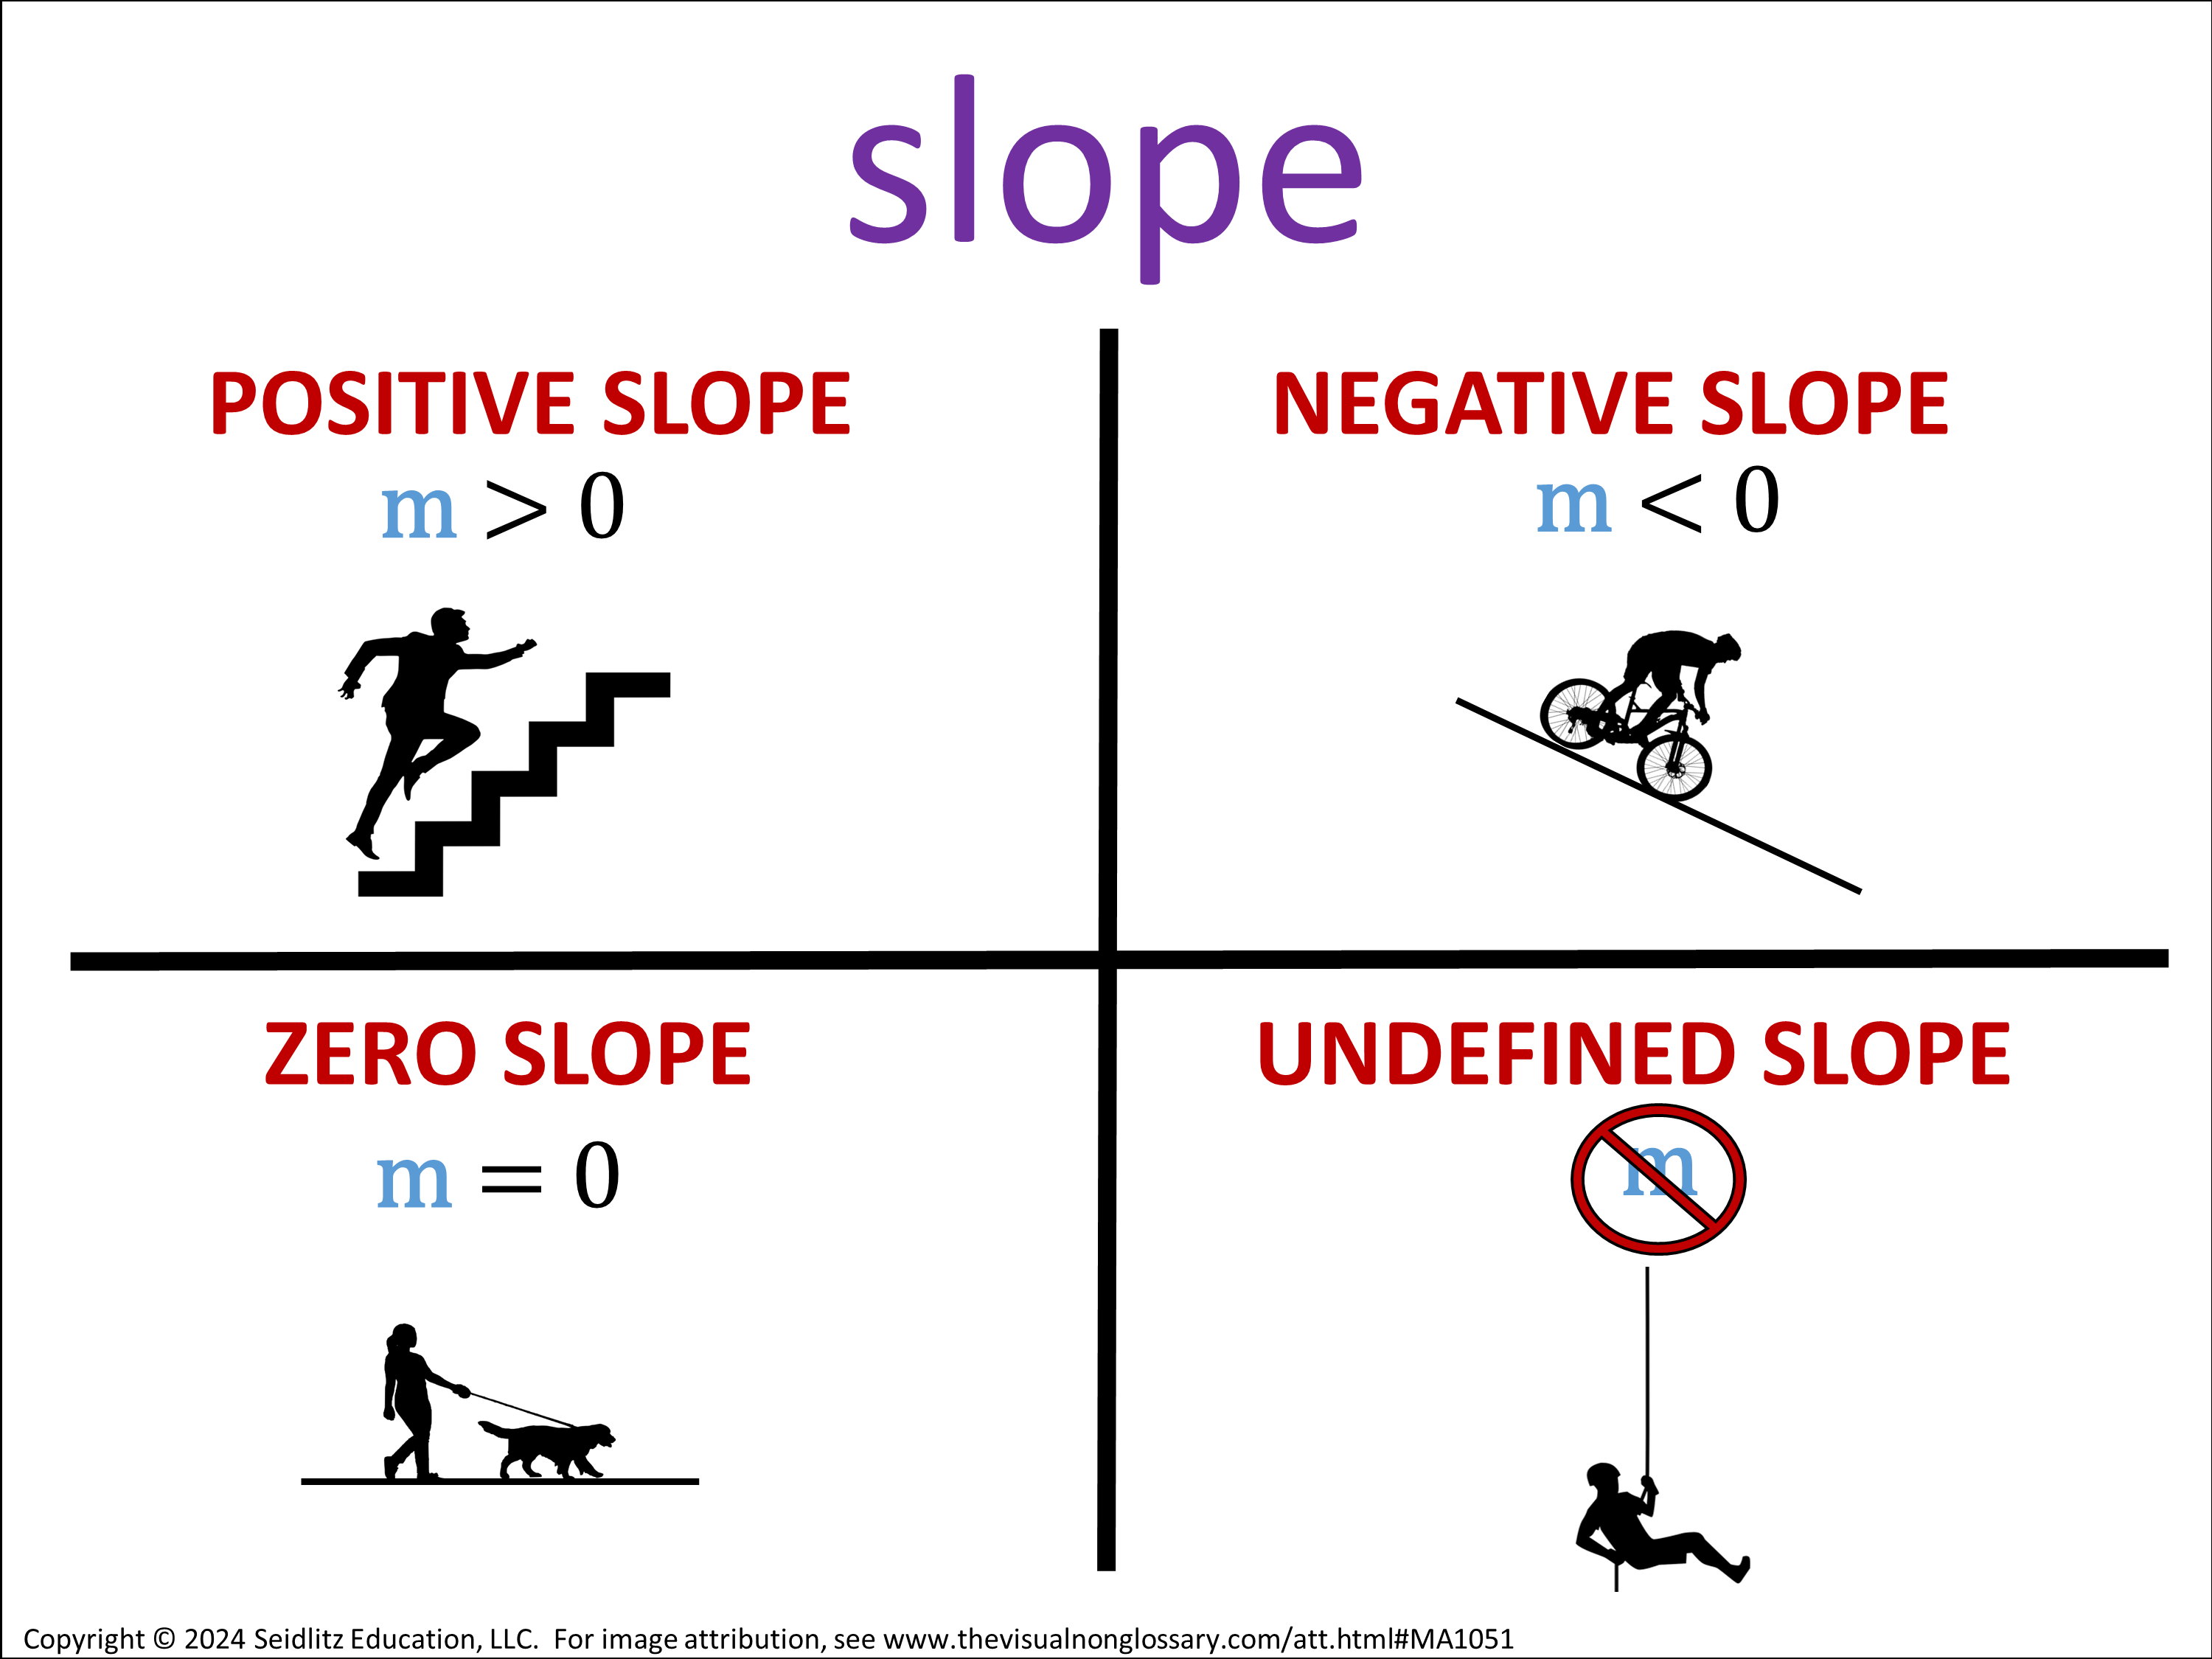 slope
POSITIVE SLOPE
m > 0
NEGATIVE SLOPE
m < 0
ZERO SLOPE
m = 0
UNDEFINED SLOPE
m
Copyright © 2024 Seidlitz Education, LLC.  For image attribution, see www.thevisualnonglossary.com/att.html#MA1051